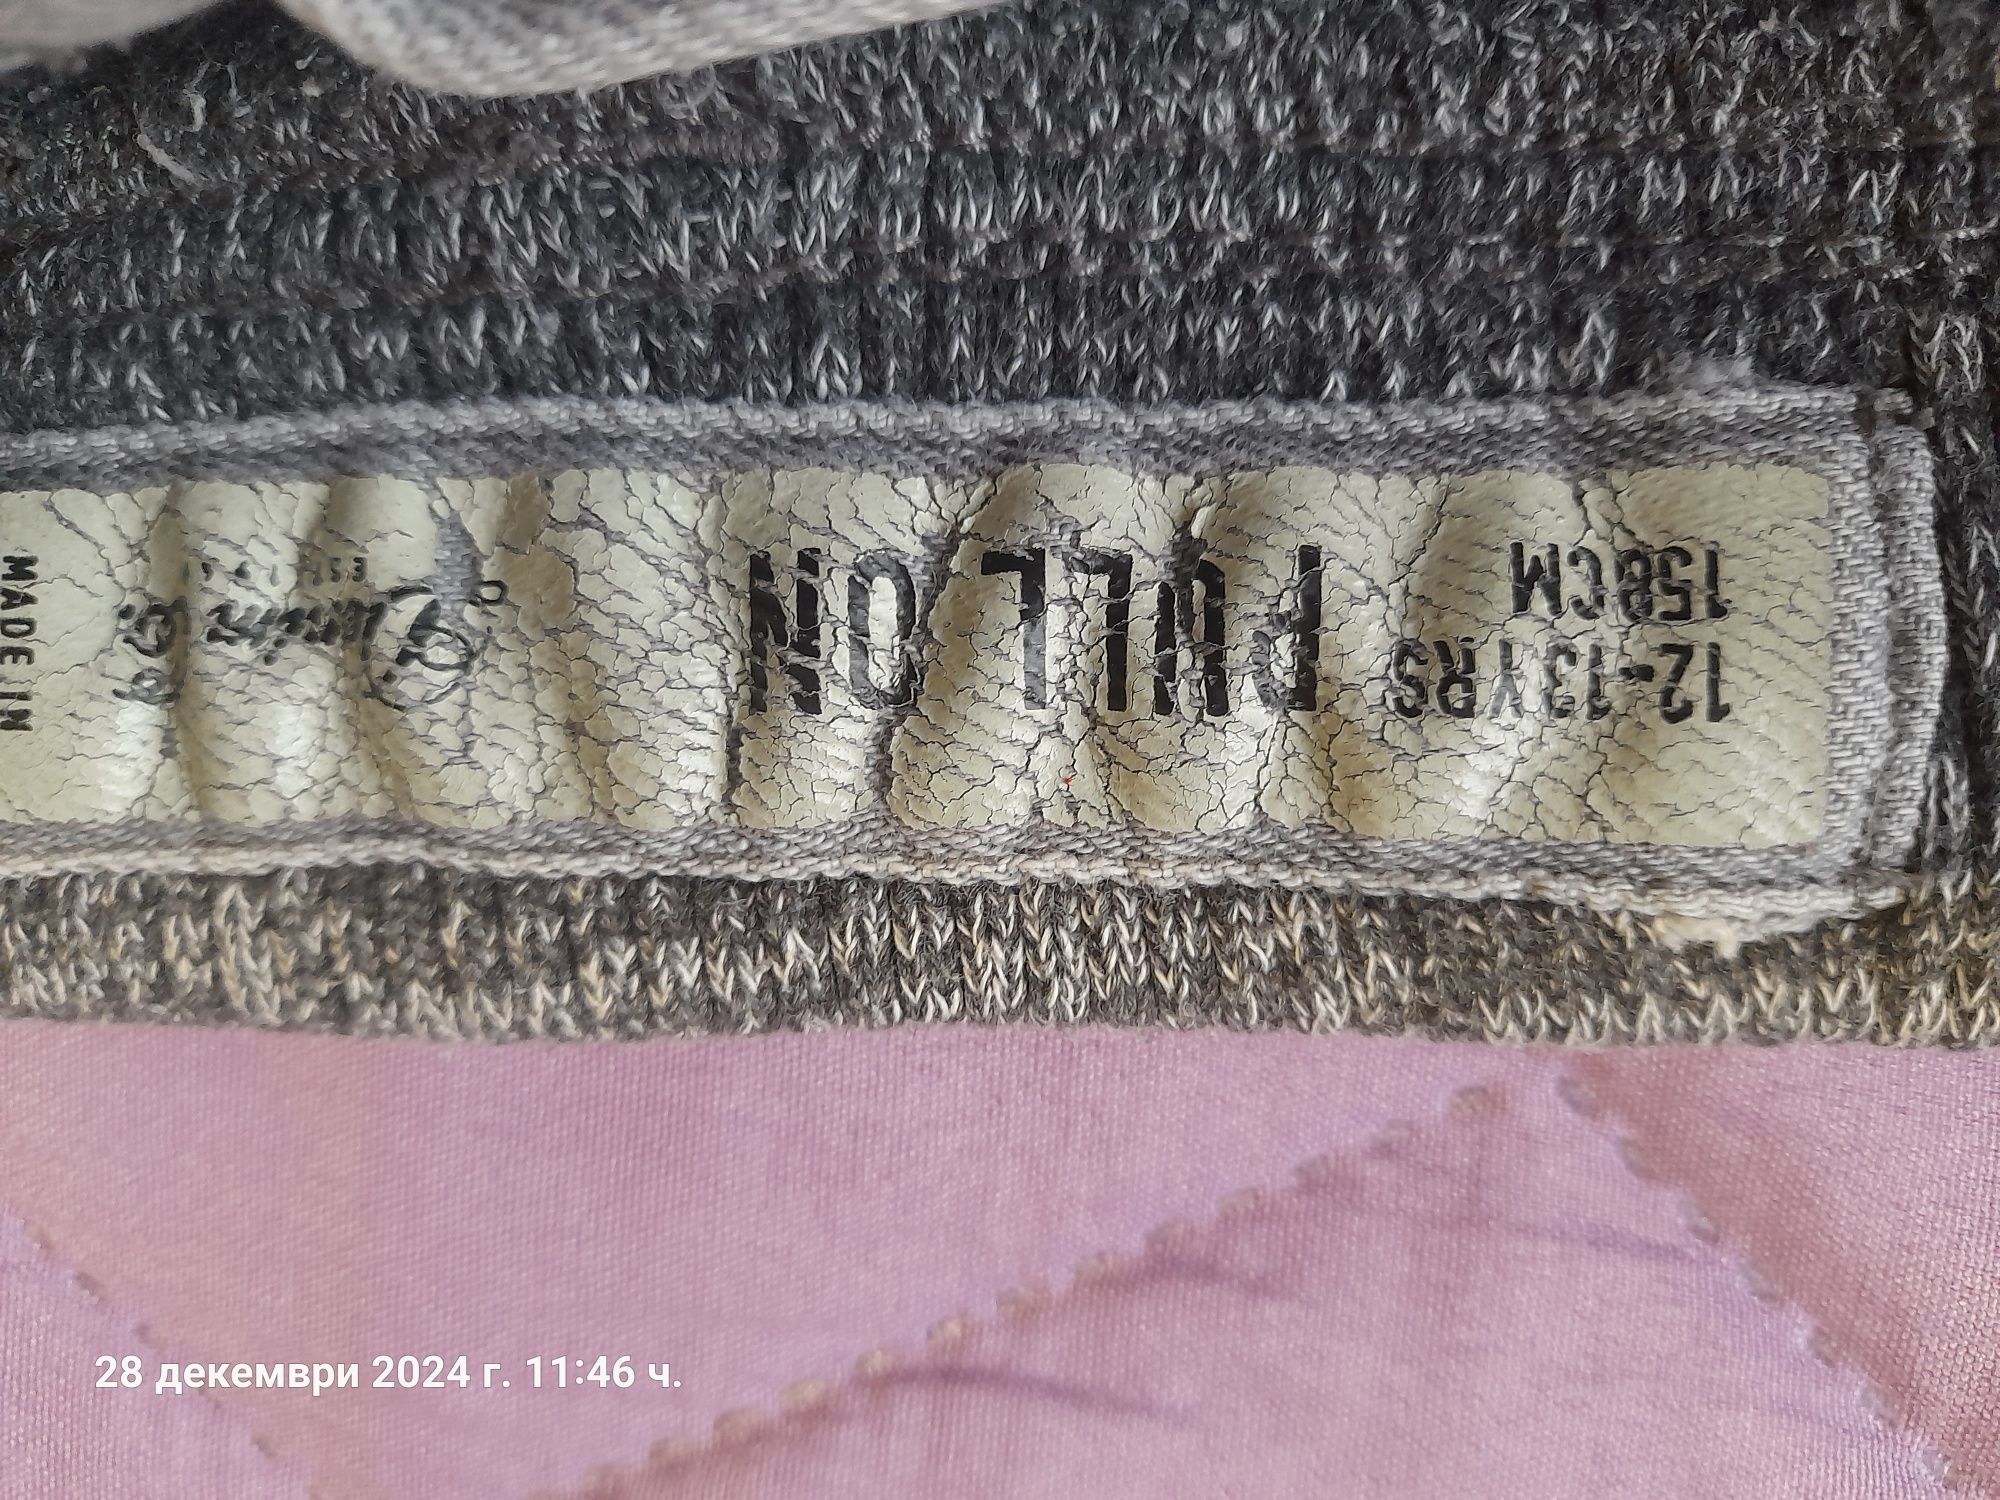 12-13YRS
158CM
PULL ON
MADE IN
28 декември 2024 г. 11:46 ч.